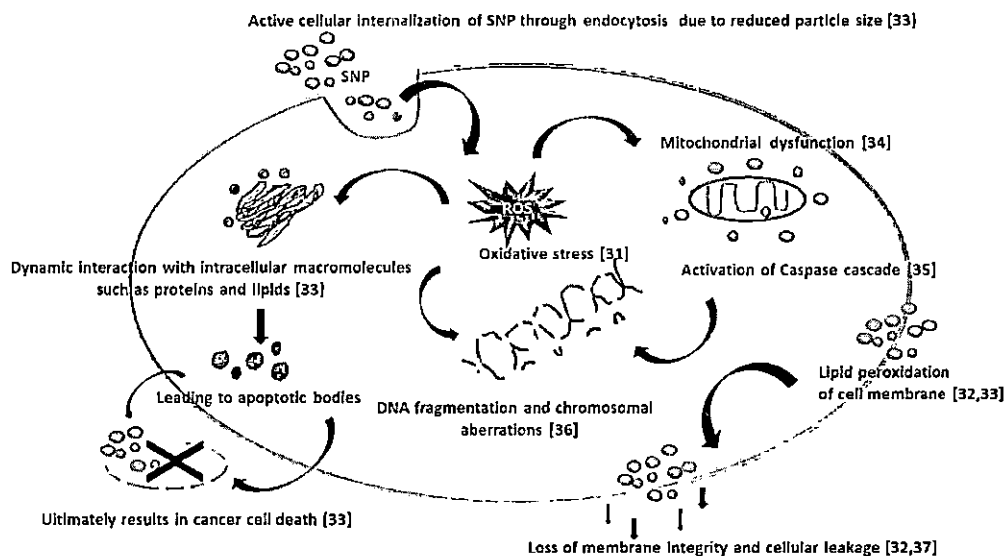 Active cellular internalization of SNP through endocytosis due to reduced particle size [33]
SNP
Mitochondrial dysfunction [34]
ROS
Oxidative stress [31]
Dynamic interaction with intracellular macromolecules
such as proteins and lipids [33]
Activation of Caspase cascade [35]
Lipid peroxidation
of cell membrane [32,33]
Leading to apoptotic bodies
DNA fragmentation and chromosomal
aberrations [36]
Ultimately results in cancer cell death [33]
Loss of membrane integrity and cellular leakage [32,37]